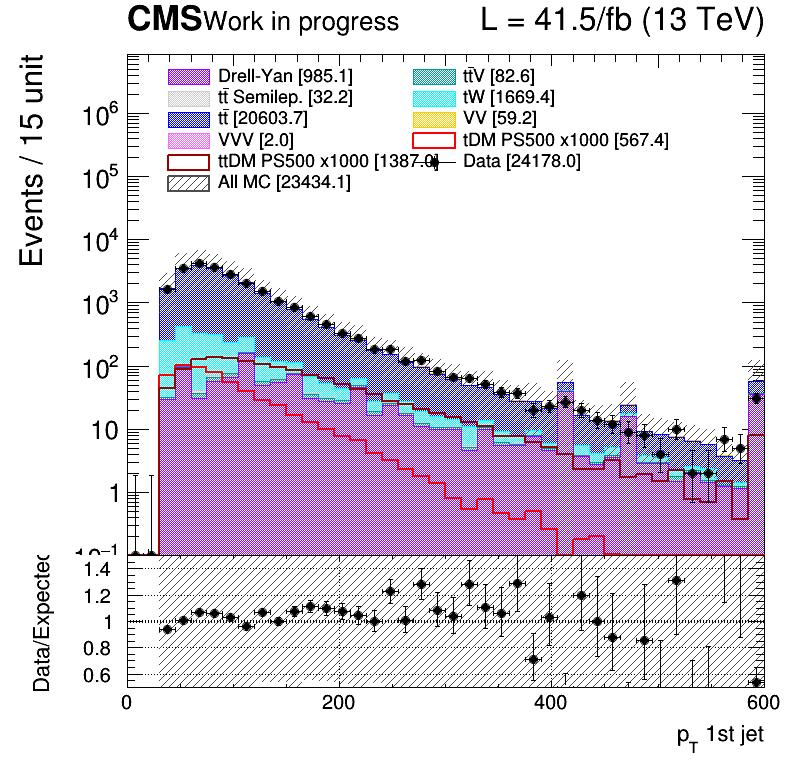 CMS Work in progress L = 41.5/fb (13 TeV)
Events / 15 unit
Drell-Yan [985.1] tt̄V [82.6]
tt̄ Semilep. [32.2] tW [1669.4]
tt̄ [20603.7] VV [59.2]
VVV [2.0] tDM PS500 x1000 [567.4]
ttDM PS500 x1000 [1387.0] Data [24178.0]
All MC [23434.1]
10⁶
10⁵
10⁴
10³
10²
10
1
10⁻¹
Data/Expected
1.4
1.2
1
0.8
0.6
0 200 400 600
p_T 1st jet